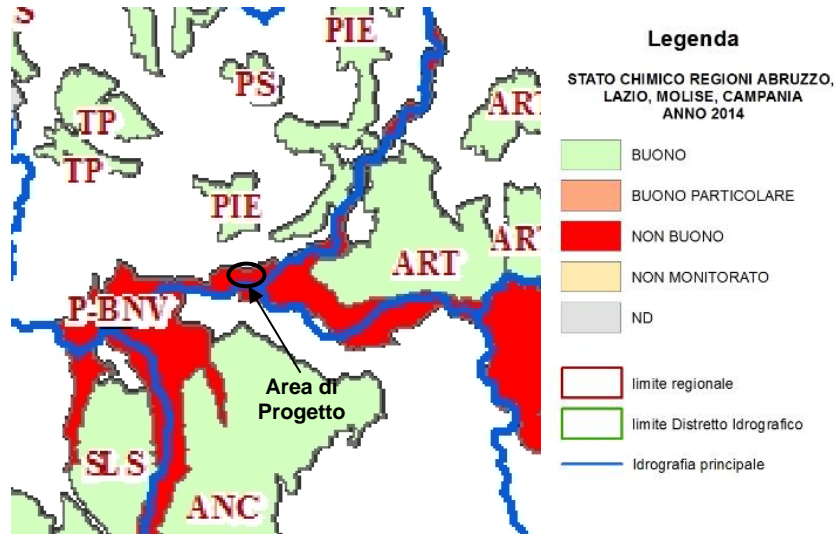 S
PIE
PS
ART
TP
TP
PIE
ART
ART
P-BNV
Area di
Progetto
SLS
ANC
Legenda
STATO CHIMICO REGIONI ABRUZZO,
LAZIO, MOLISE, CAMPANIA
ANNO 2014
BUONO
BUONO PARTICOLARE
NON BUONO
NON MONITORATO
ND
limite regionale
limite Distretto Idrografico
Idrografia principale